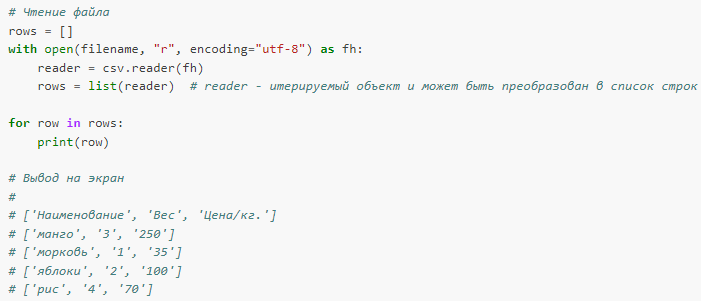 # Чтение файла
rows = []
with open(filename, "r", encoding="utf-8") as fh:
    reader = csv.reader(fh)
    rows = list(reader)  # reader - итерируемый объект и может быть преобразован в список строк
for row in rows:
    print(row)
# Вывод на экран
#
# ['Наименование', 'Вес', 'Цена/кг.']
# ['манго', '3', '250']
# ['морковь', '1', '35']
# ['яблоки', '2', '100']
# ['рис', '4', '70']